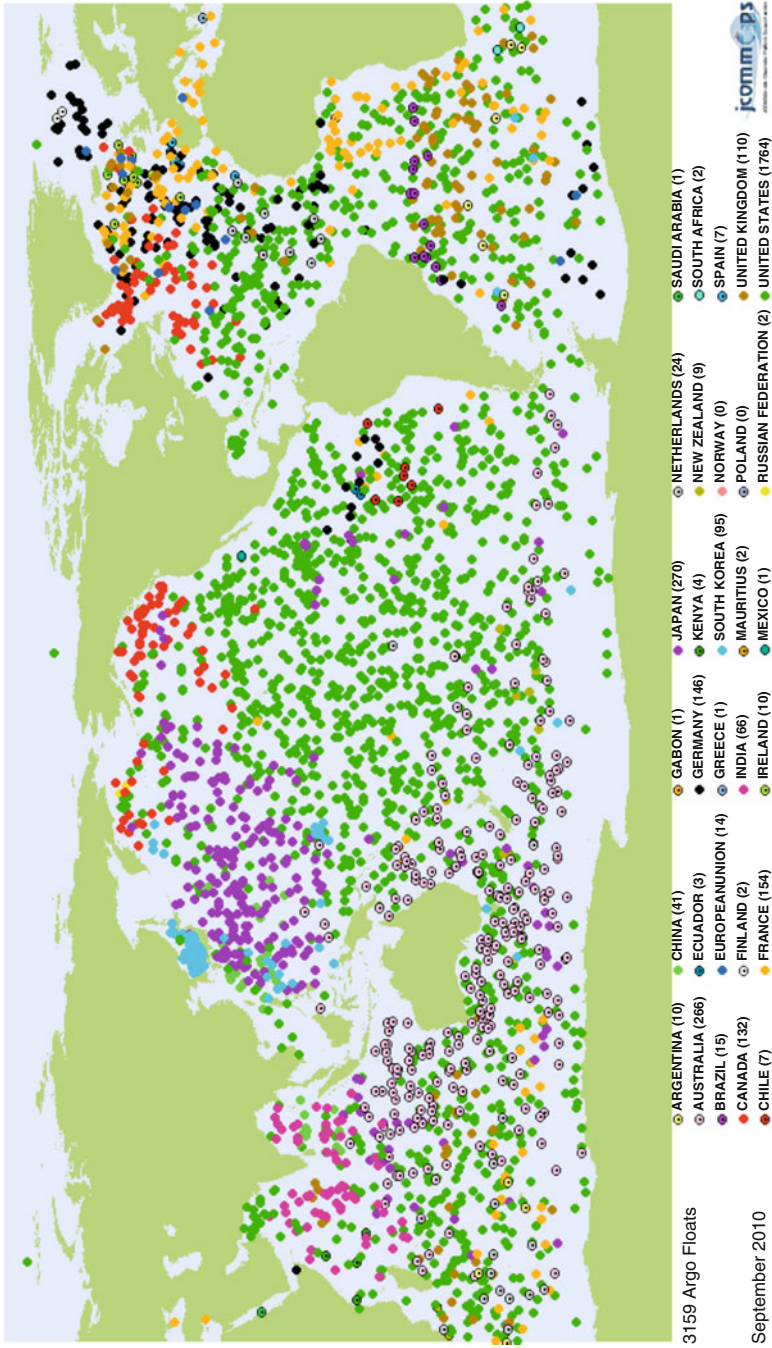 3159 Argo Floats
September 2010
ARGENTINA (10)
AUSTRALIA (266)
BRAZIL (15)
CANADA (132)
CHILE (7)
CHINA (41)
ECUADOR (3)
EUROPEANUNION (14)
FINLAND (2)
FRANCE (154)
GABON (1)
GERMANY (146)
GREECE (1)
INDIA (66)
IRELAND (10)
JAPAN (270)
KENYA (4)
SOUTH KOREA (95)
MAURITIUS (2)
MEXICO (1)
NETHERLANDS (24)
NEW ZEALAND (9)
NORWAY (0)
POLAND (0)
RUSSIAN FEDERATION (2)
SAUDI ARABIA (1)
SOUTH AFRICA (2)
SPAIN (7)
UNITED KINGDOM (110)
UNITED STATES (1764)
jcommops